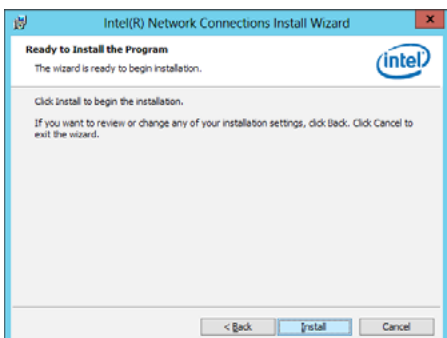 Intel(R) Network Connections Install Wizard
x
Ready to Install the Program
The wizard is ready to begin installation.
intel
Click Install to begin the installation.
If you want to review or change any of your installation settings, click Back. Click Cancel to
exit the wizard.
< Back
Install
Cancel